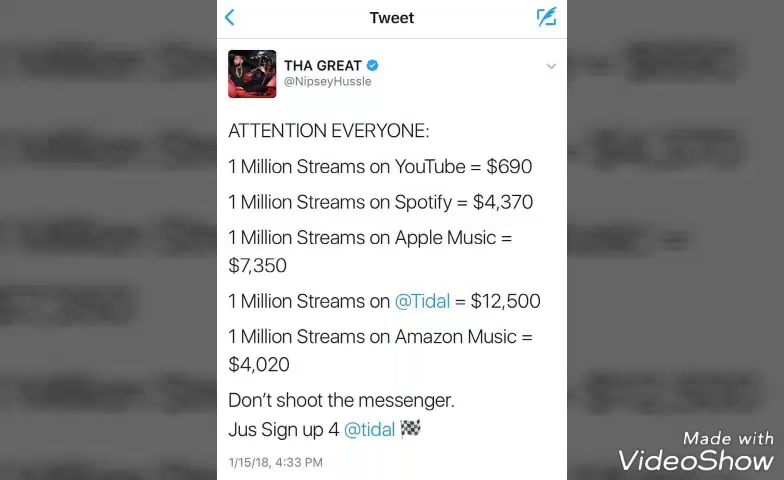 Tweet
THA GREAT
@NipseyHussle
ATTENTION EVERYONE:
1 Million Streams on YouTube = $690
1 Million Streams on Spotify = $4,370
1 Million Streams on Apple Music =
$7,350
1 Million Streams on @Tidal = $12,500
1 Million Streams on Amazon Music =
$4,020
Don't shoot the messenger.
Jus Sign up 4 @tidal 🏁
1/15/18, 4:33 PM
Made with
VideoShow